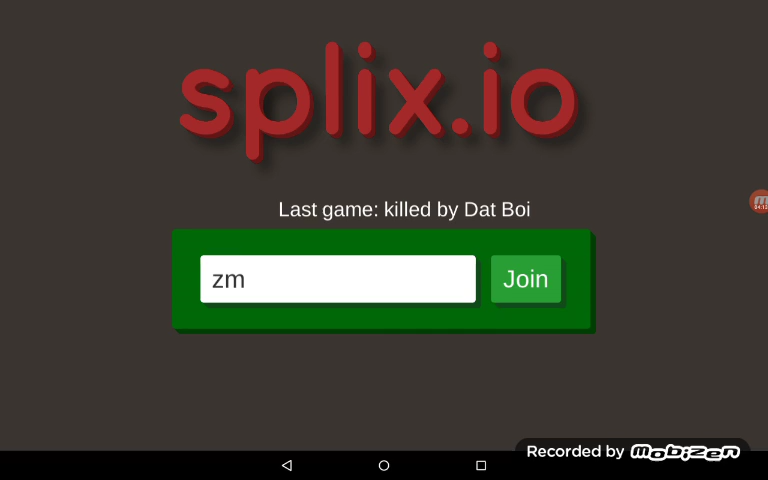 splix.io
Last game: killed by Dat Boi
zm
Join
Recorded by Mobizen